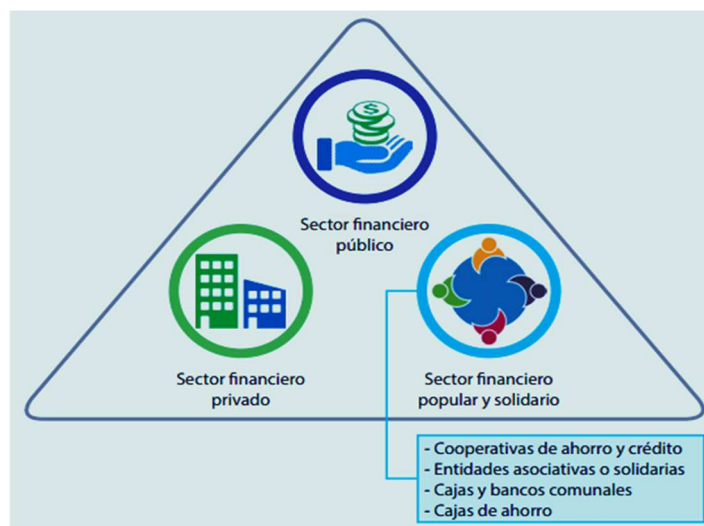 $
Sector financiero
público
Sector financiero
privado
Sector financiero
popular y solidario
- Cooperativas de ahorro y crédito
- Entidades asociativas o solidarias
- Cajas y bancos comunales
- Cajas de ahorro